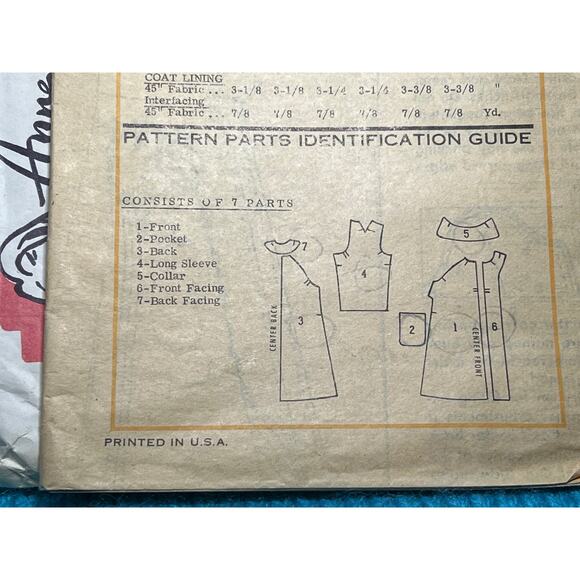 COAT LINING
45" Fabric... 3-1/8 3-1/8 3-1/4 3-1/4 3-3/8 3-3/8 "
Interfacing
45" Fabric... 7/8 7/8 7/8 7/8 7/8 7/8 Yd.
PATTERN PARTS IDENTIFICATION GUIDE
CONSISTS OF 7 PARTS
1-Front
2-Pocket
3-Back
4-Long Sleeve
5-Collar
6-Front Facing
7-Back Facing
7
4
5
CENTER BACK
3
2
1
CENTER FRONT
6
PRINTED IN U.S.A.
Anne